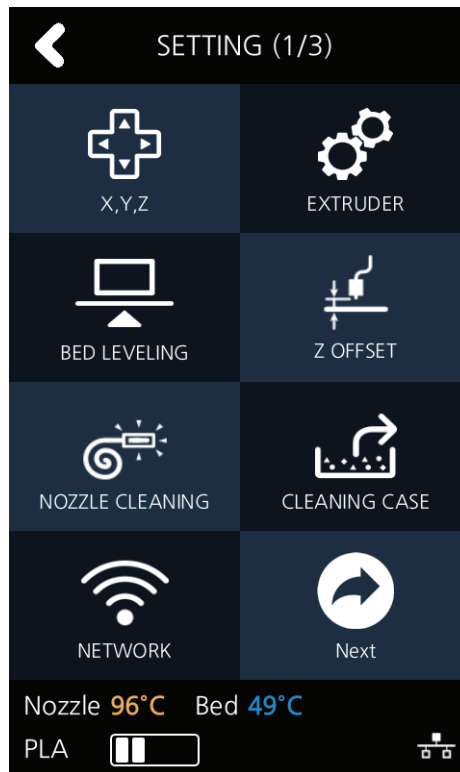 SETTING (1/3)
X,Y,Z
EXTRUDER
BED LEVELING
Z OFFSET
NOZZLE CLEANING
CLEANING CASE
NETWORK
Next
Nozzle 96°C Bed 49°C
PLA